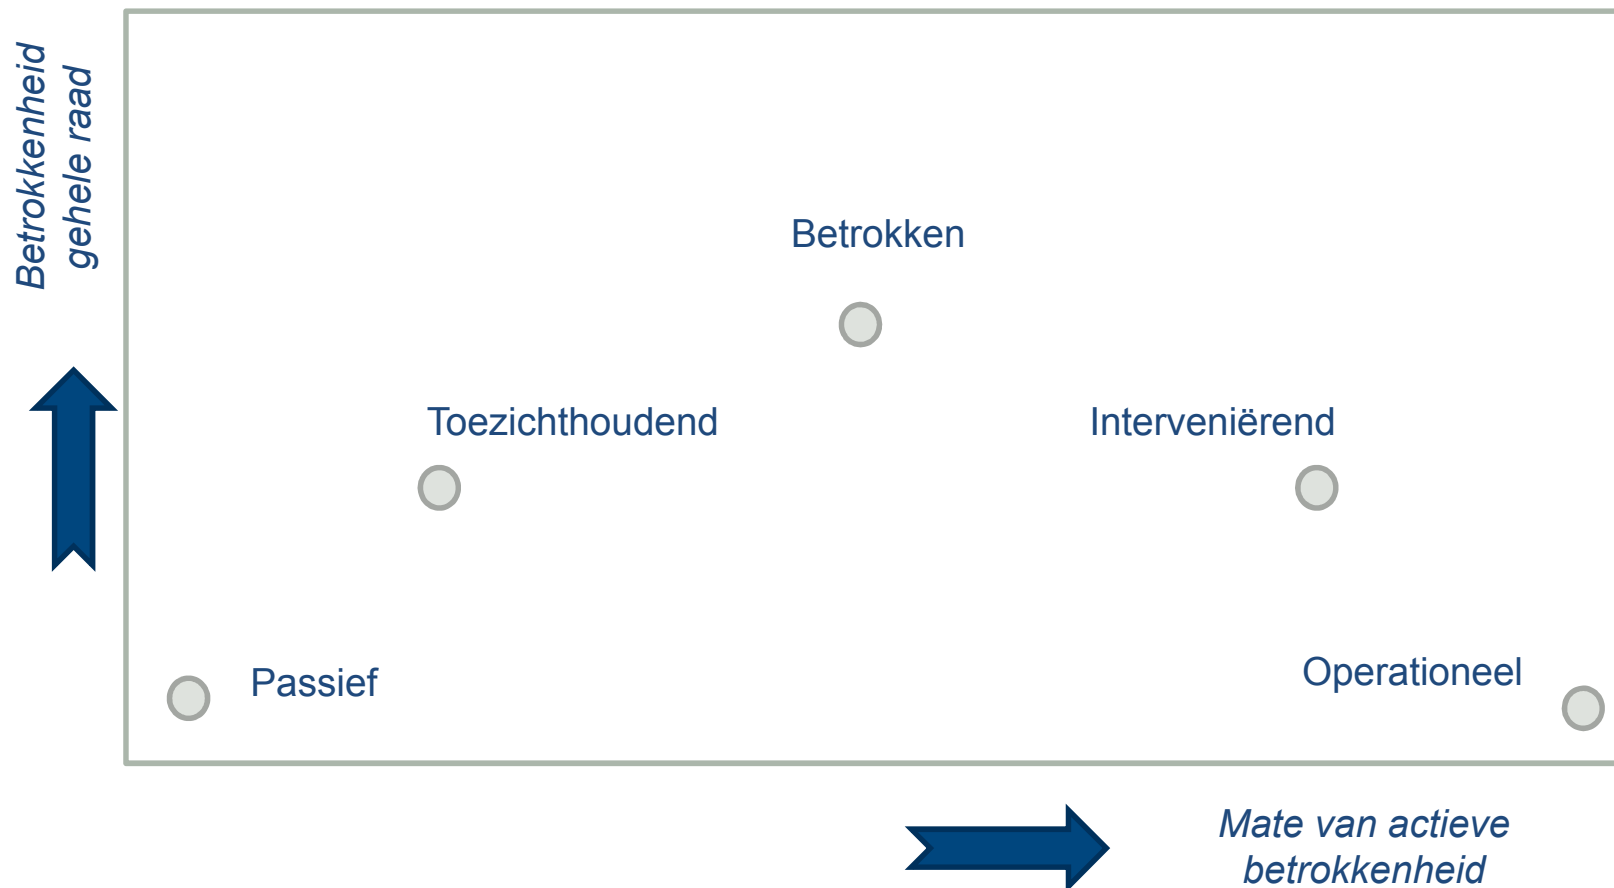 Betrokkenheid
gehele raad
Betrokken
Toezichthoudend
Interveniërend
Passief
Operationeel
Mate van actieve
betrokkenheid